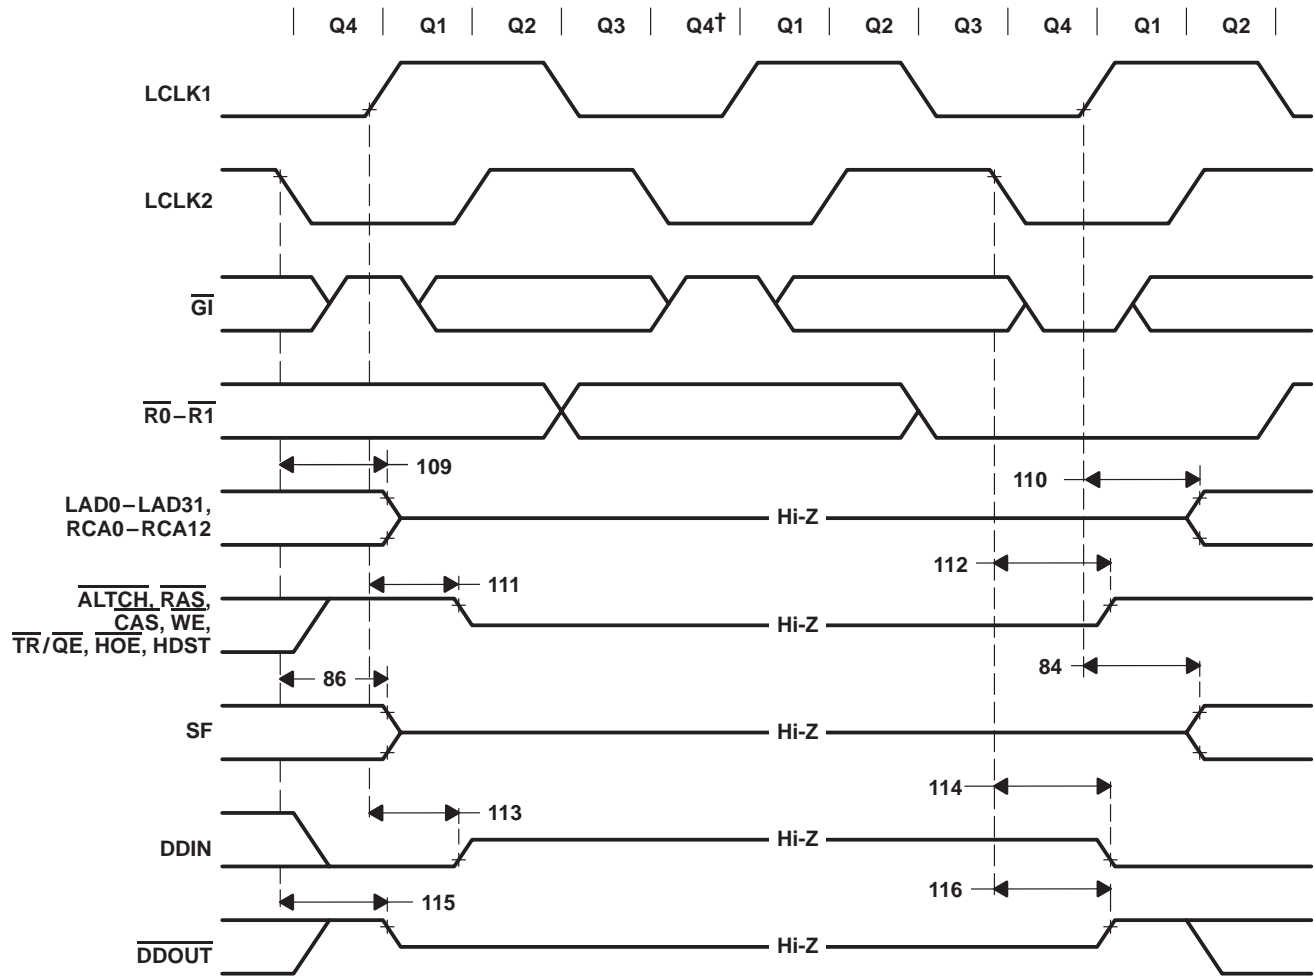 Q4 Q1 Q2 Q3 Q4† Q1 Q2 Q3 Q4 Q1 Q2
LCLK1
LCLK2
GI
R0–R1
109
110
LAD0–LAD31,
RCA0–RCA12
Hi-Z
111
112
ALTCH, RAS,
CAS, WE,
TR/QE, HOE, HDST
Hi-Z
86
84
SF
Hi-Z
113
114
DDIN
Hi-Z
115
116
DDOUT
Hi-Z